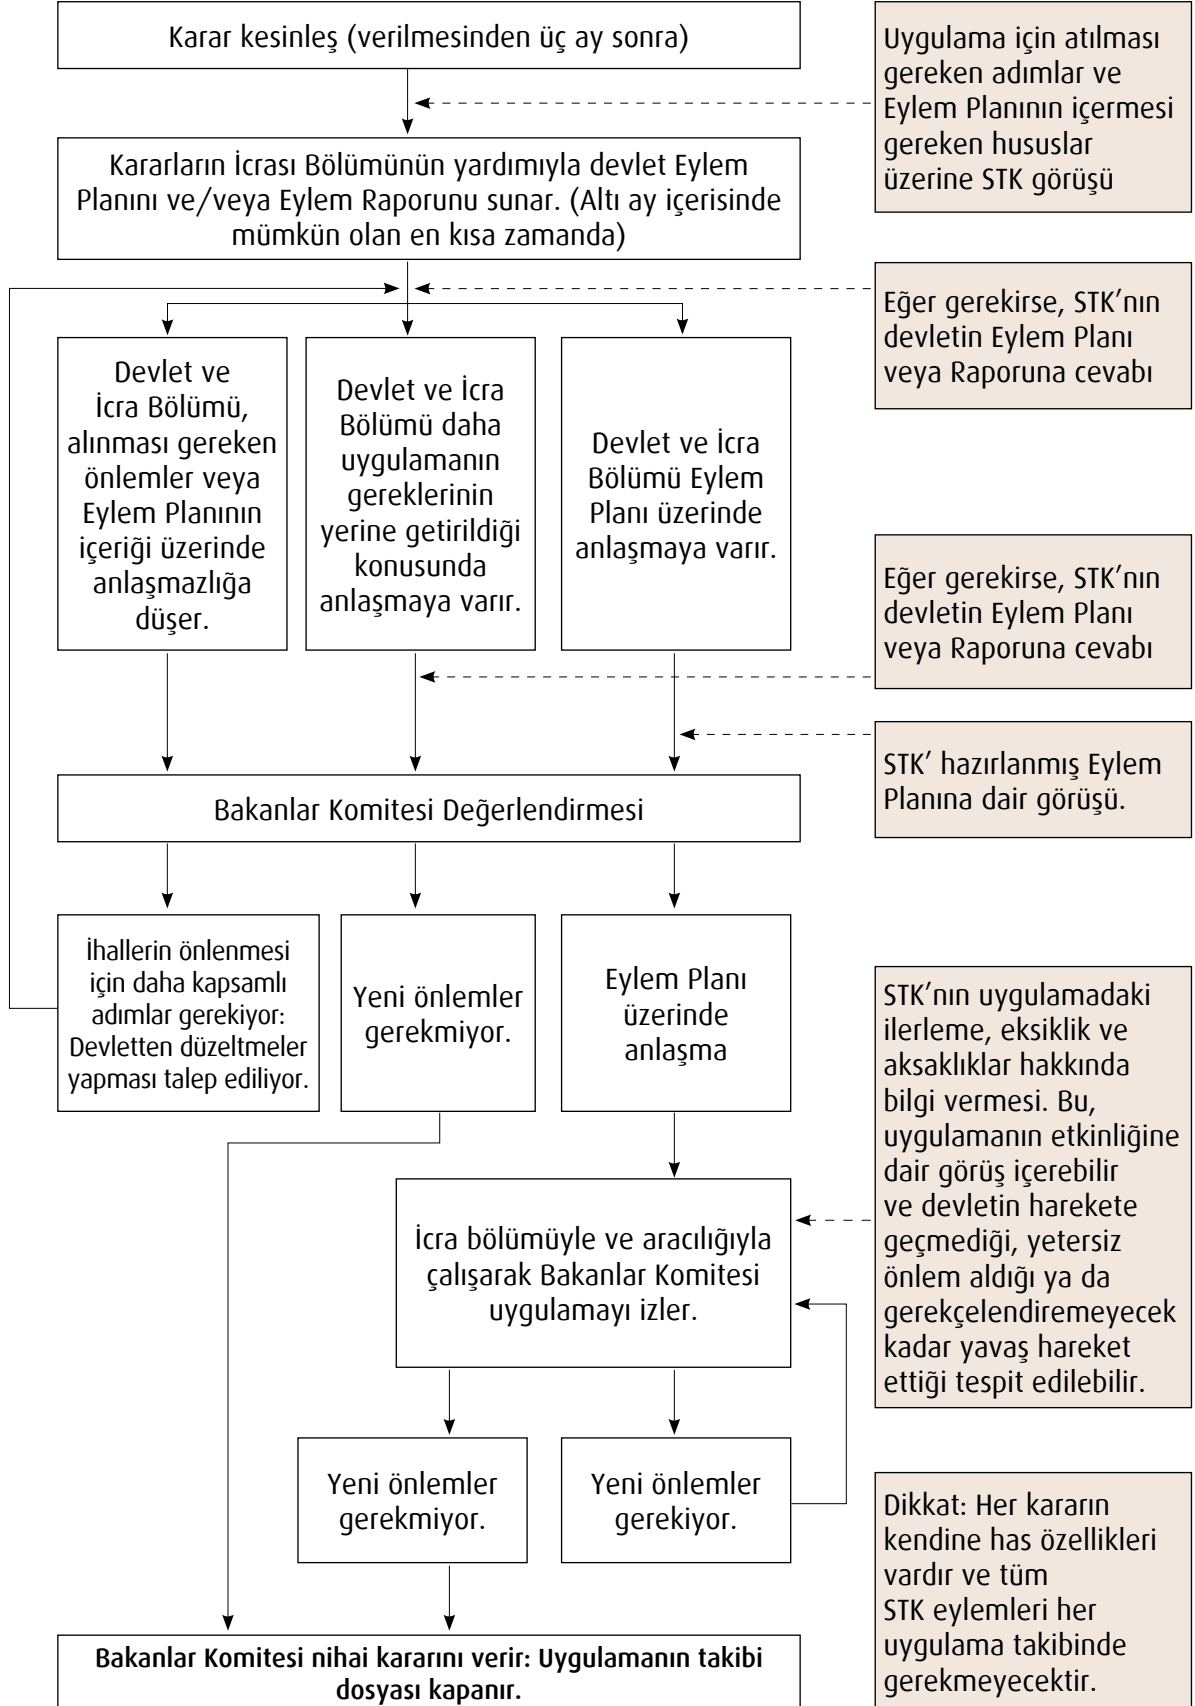 Karar kesinleş (verilmesinden üç ay sonra)
Uygulama için atılması
gereken adımlar ve
Eylem Planının içermesi
gereken hususlar
üzerine STK görüşü
Kararların İcrası Bölümünün yardımıyla devlet Eylem
Planını ve/veya Eylem Raporunu sunar. (Altı ay içerisinde
mümkün olan en kısa zamanda)
Eğer gerekirse, STK’nın
devletin Eylem Planı
veya Raporuna cevabı
Devlet ve
İcra Bölümü,
alınması gereken
önlemler veya
Eylem Planının
içeriği üzerinde
anlaşmazlığa
düşer.
Devlet ve İcra
Bölümü daha
uygulamanın
gereklerinin
yerine getirildiği
konusunda
anlaşmaya varır.
Devlet ve İcra
Bölümü Eylem
Planı üzerinde
anlaşmaya varır.
Eğer gerekirse, STK’nın
devletin Eylem Planı
veya Raporuna cevabı
STK’ hazırlanmış Eylem
Planına dair görüşü.
Bakanlar Komitesi Değerlendirmesi
İhallerin önlenmesi
için daha kapsamlı
adımlar gerekiyor:
Devletten düzeltmeler
yapması talep ediliyor.
Yeni önlemler
gerekmiyor.
Eylem Planı
üzerinde
anlaşma
STK’nın uygulamadaki
ilerleme, eksiklik ve
aksaklıklar hakkında
bilgi vermesi. Bu,
uygulamanın etkinliğine
dair görüş içerebilir
ve devletin harekete
geçmediği, yetersiz
önlem aldığı ya da
gerekçelendiremeyecek
kadar yavaş hareket
ettiği tespit edilebilir.
İcra bölümüyle ve aracılığıyla
çalışarak Bakanlar Komitesi
uygulamayı izler.
Yeni önlemler
gerekmiyor.
Yeni önlemler
gerekiyor.
Dikkat: Her kararın
kendine has özellikleri
vardır ve tüm
STK eylemleri her
uygulama takibinde
gerekmeyecektir.
Bakanlar Komitesi nihai kararını verir: Uygulamanın takibi
dosyası kapanır.